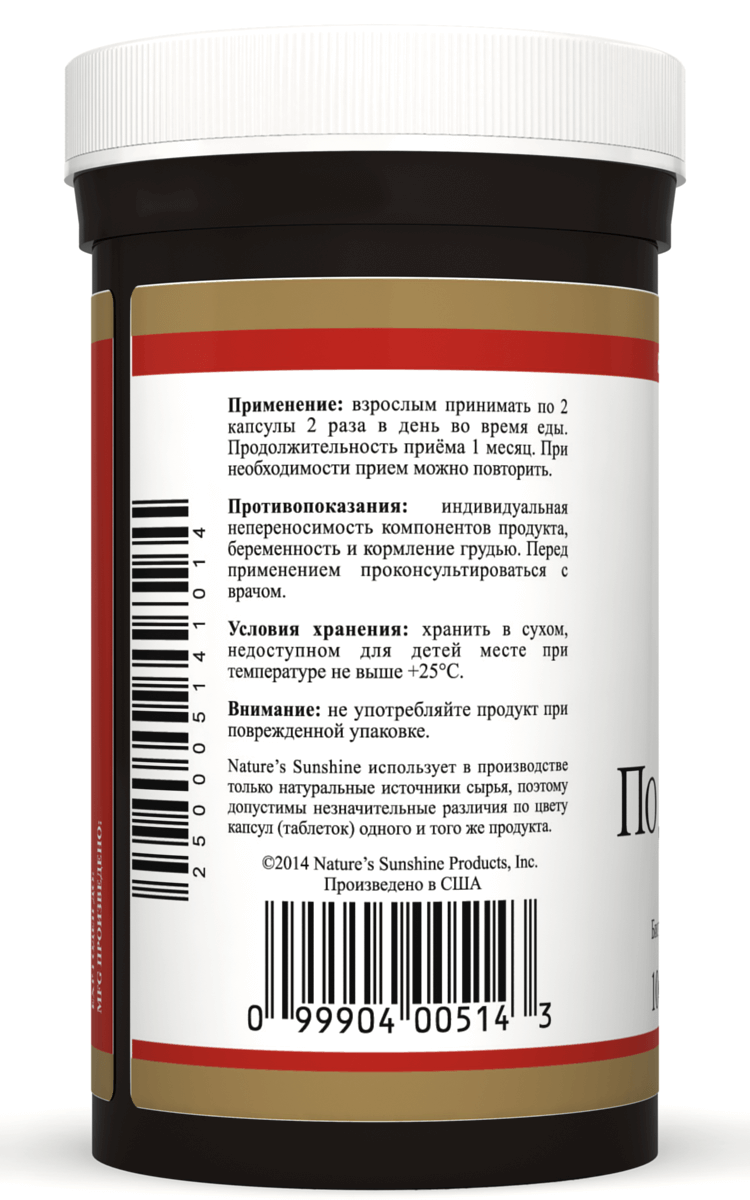 Применение: взрослым принимать по 2
капсулы 2 раза в день во время еды.
Продолжительность приёма 1 месяц. При
необходимости прием можно повторить.
Противопоказания: индивидуальная
непереносимость компонентов продукта,
беременность и кормление грудью. Перед
применением проконсультироваться с
врачом.
Условия хранения: хранить в сухом,
недоступном для детей месте при
температуре не выше +25°C.
Внимание: не употребляйте продукт при
поврежденной упаковке.
Nature's Sunshine использует в производстве
только натуральные источники сырья, поэтому
допустимы незначительные различия по цвету
капсул (таблеток) одного и того же продукта.
©2014 Nature's Sunshine Products, Inc.
Произведено в США
0 99904 00514 3
250005141014
MFG ПРОИЗВЕДЕНО:
По